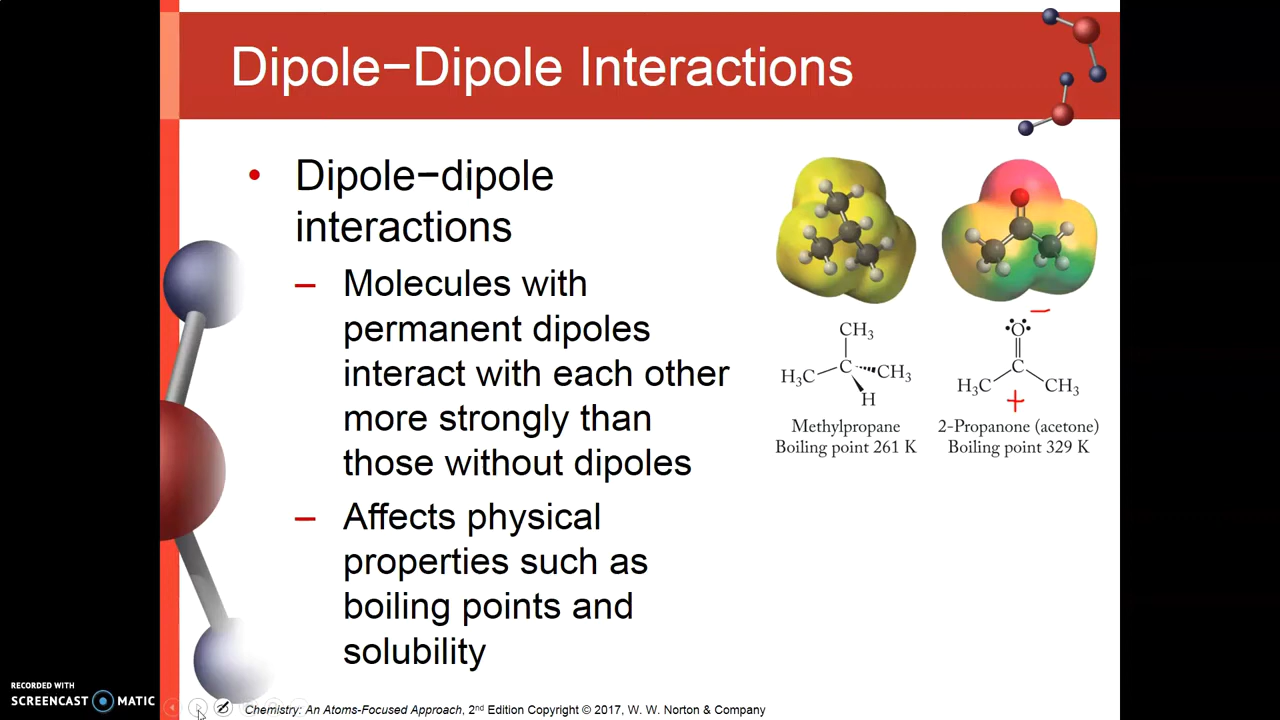 Dipole−Dipole Interactions
• Dipole−dipole
interactions
– Molecules with
permanent dipoles
interact with each other
more strongly than
those without dipoles
– Affects physical
properties such as
boiling points and
solubility
CH₃
H₃C C CH₃
H
Methylpropane
Boiling point 261 K
−
O
C
H₃C CH₃
+
2-Propanone (acetone)
Boiling point 329 K
RECORDED WITH
SCREENCAST MATIC
Chemistry: An Atoms-Focused Approach, 2nd Edition Copyright © 2017, W. W. Norton & Company